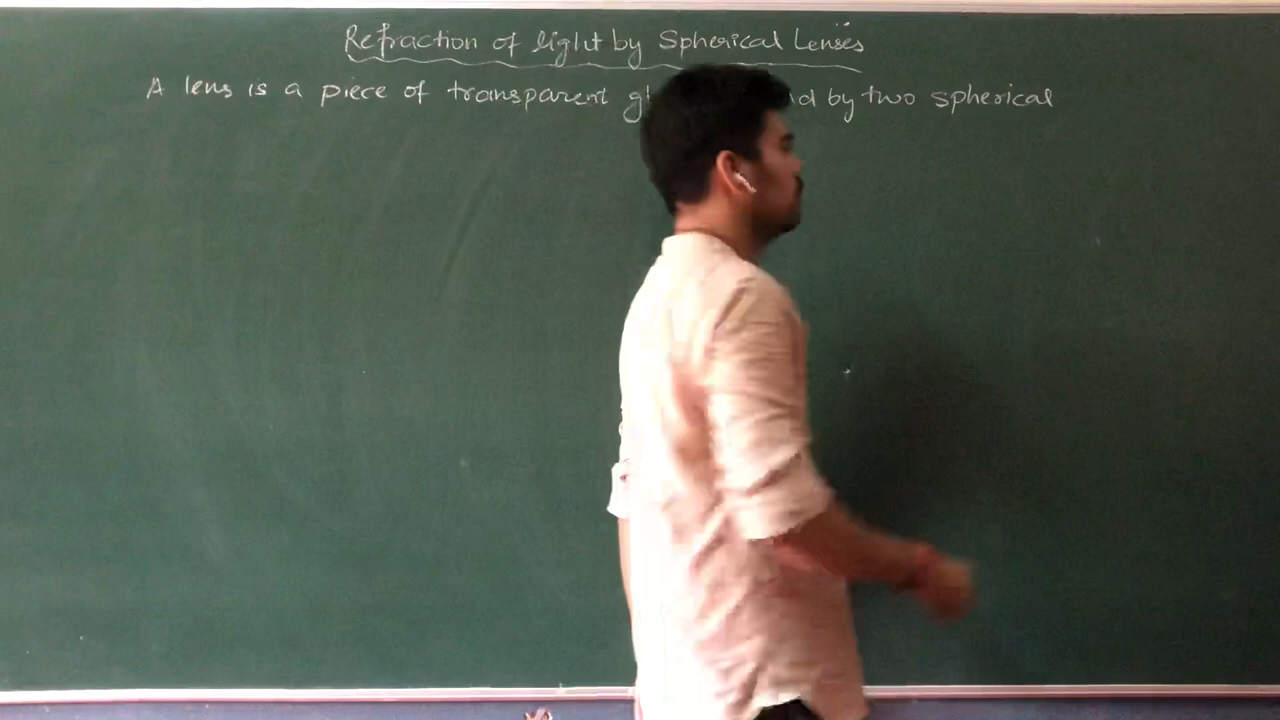 Refraction of light by Spherical Lenses
A lens is a piece of transparent by two spherical